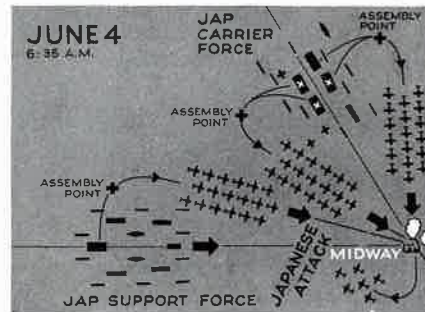 JUNE 4
6:35 A.M.
JAP
CARRIER
FORCE
ASSEMBLY
POINT
ASSEMBLY
POINT
ASSEMBLY
POINT
JAPANESE
ATTACK
MIDWAY
JAP SUPPORT FORCE